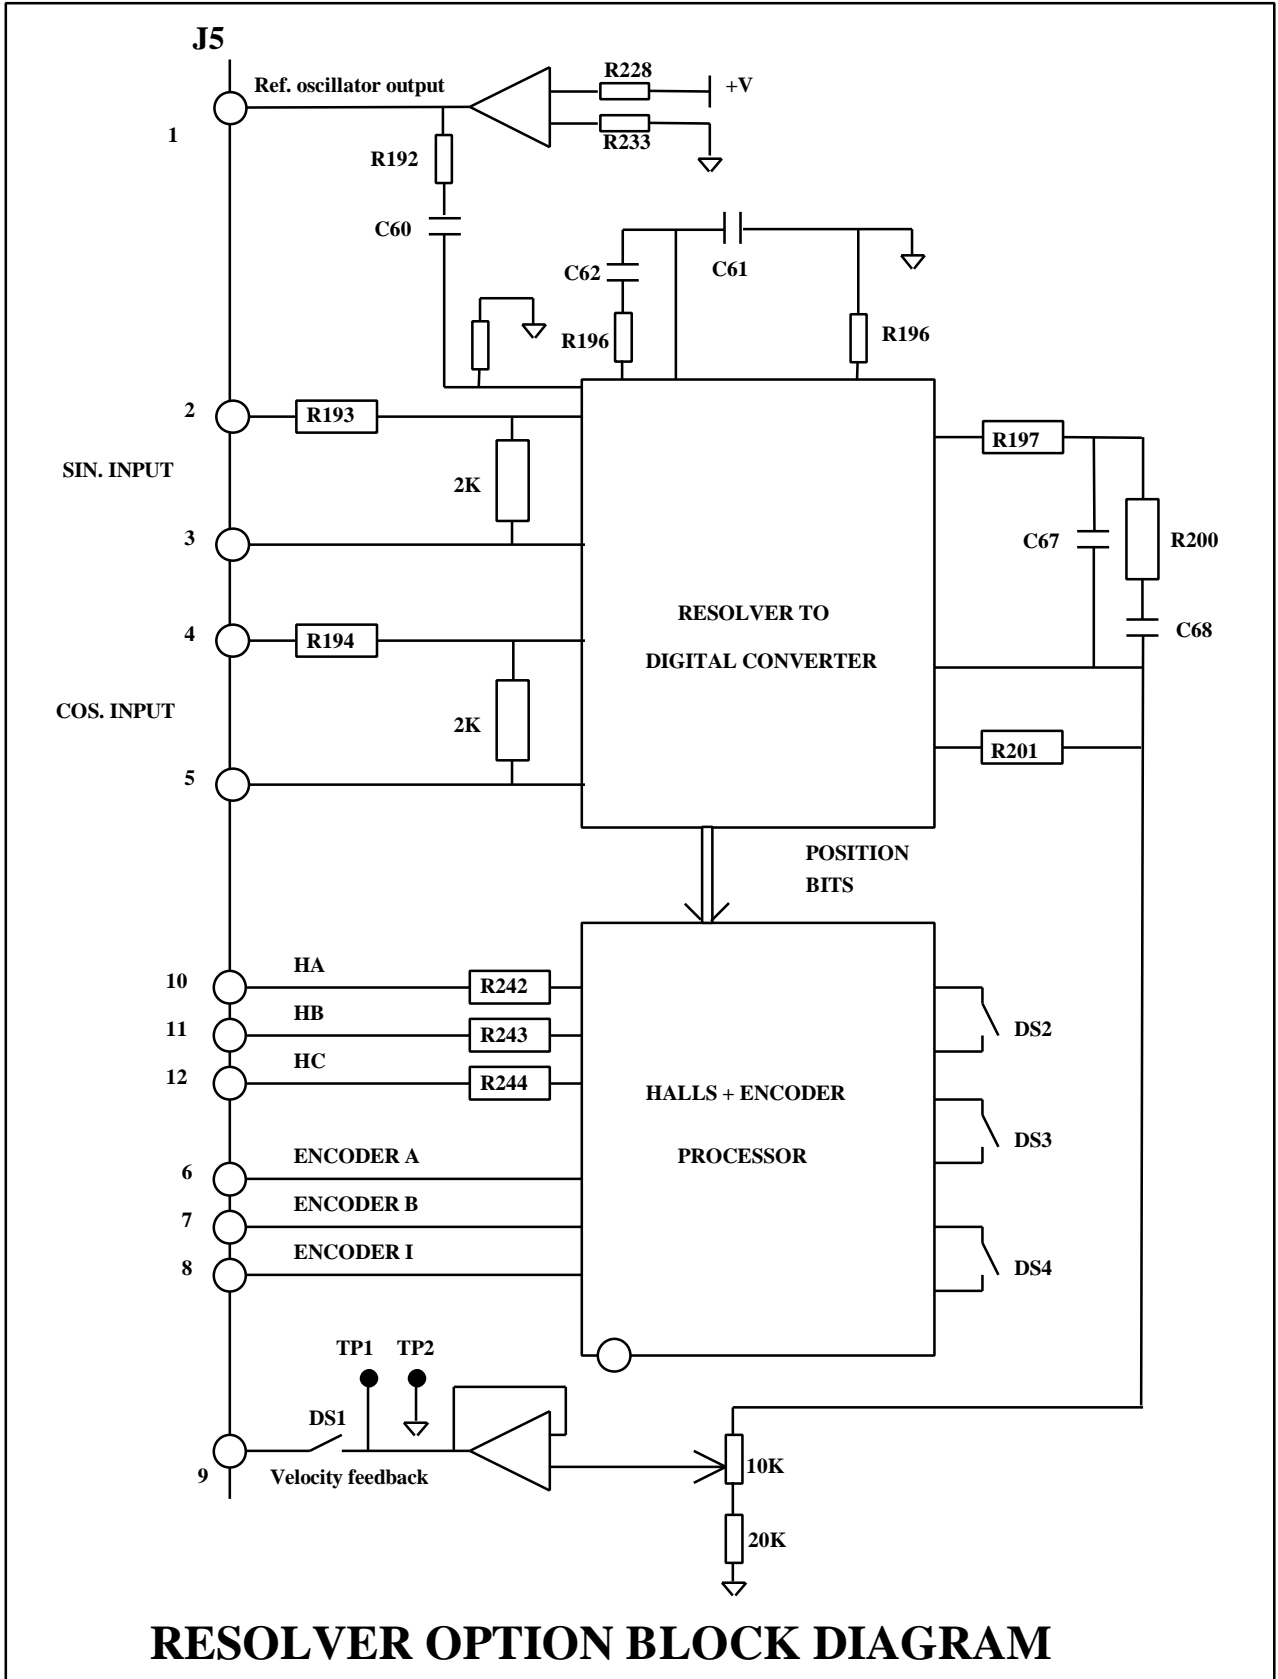 J5
Ref. oscillator output
R228
+V
1
R233
R192
C60
C62
C61
R196
R196
2
R193
R197
SIN. INPUT
2K
3
C67
R200
RESOLVER TO
4
R194
C68
DIGITAL CONVERTER
COS. INPUT
2K
R201
5
POSITION
BITS
10
HA
R242
11
HB
R243
DS2
12
HC
R244
HALLS + ENCODER
DS3
PROCESSOR
6
ENCODER A
7
ENCODER B
8
ENCODER I
DS4
TP1
TP2
DS1
9
Velocity feedback
10K
20K
RESOLVER OPTION BLOCK DIAGRAM